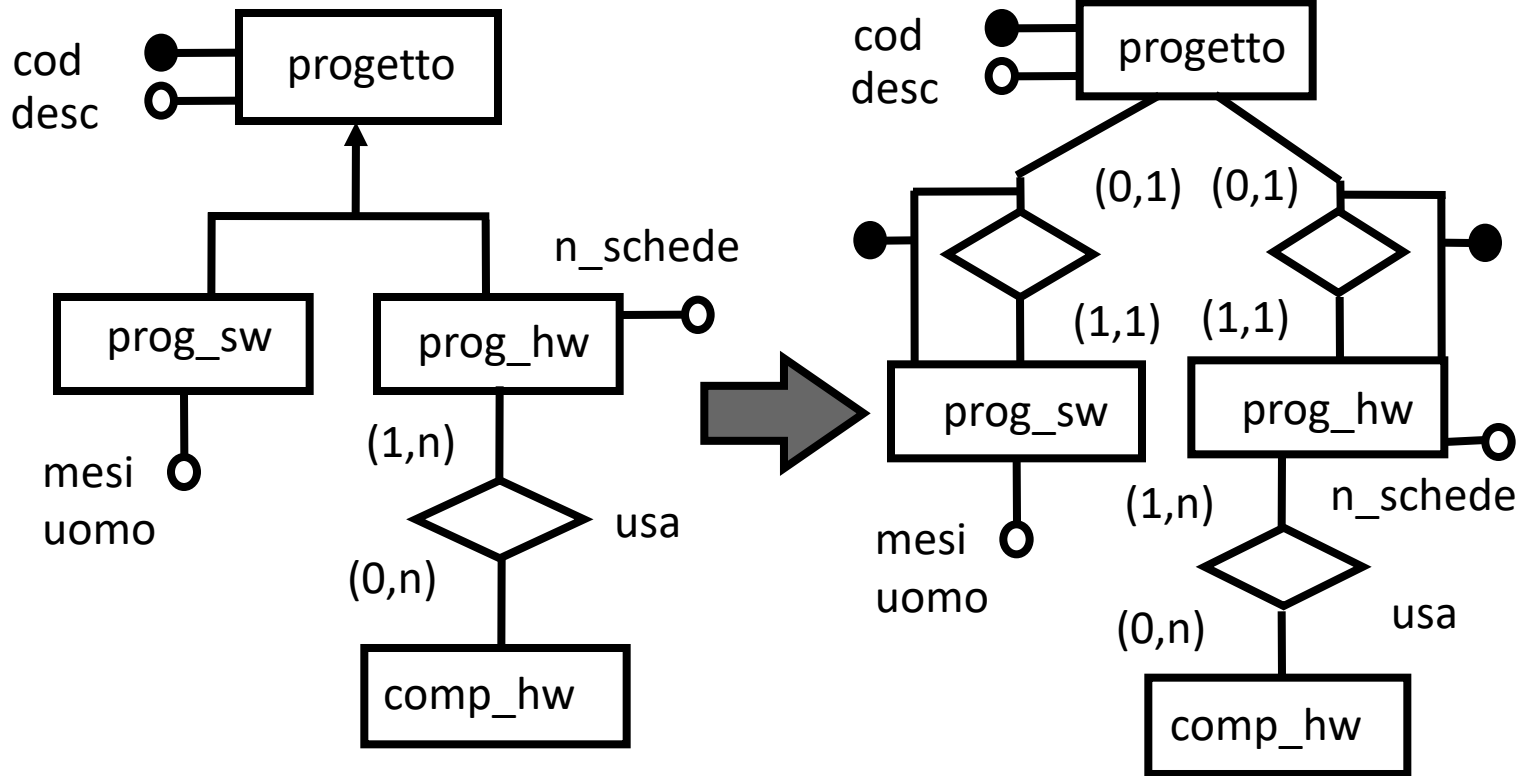 cod
desc
progetto
prog_sw
prog_hw
n_schede
mesi
uomo
(1,n)
usa
(0,n)
comp_hw
cod
desc
progetto
(0,1)
(0,1)
(1,1)
(1,1)
prog_sw
prog_hw
mesi
uomo
(1,n)
n_schede
usa
(0,n)
comp_hw